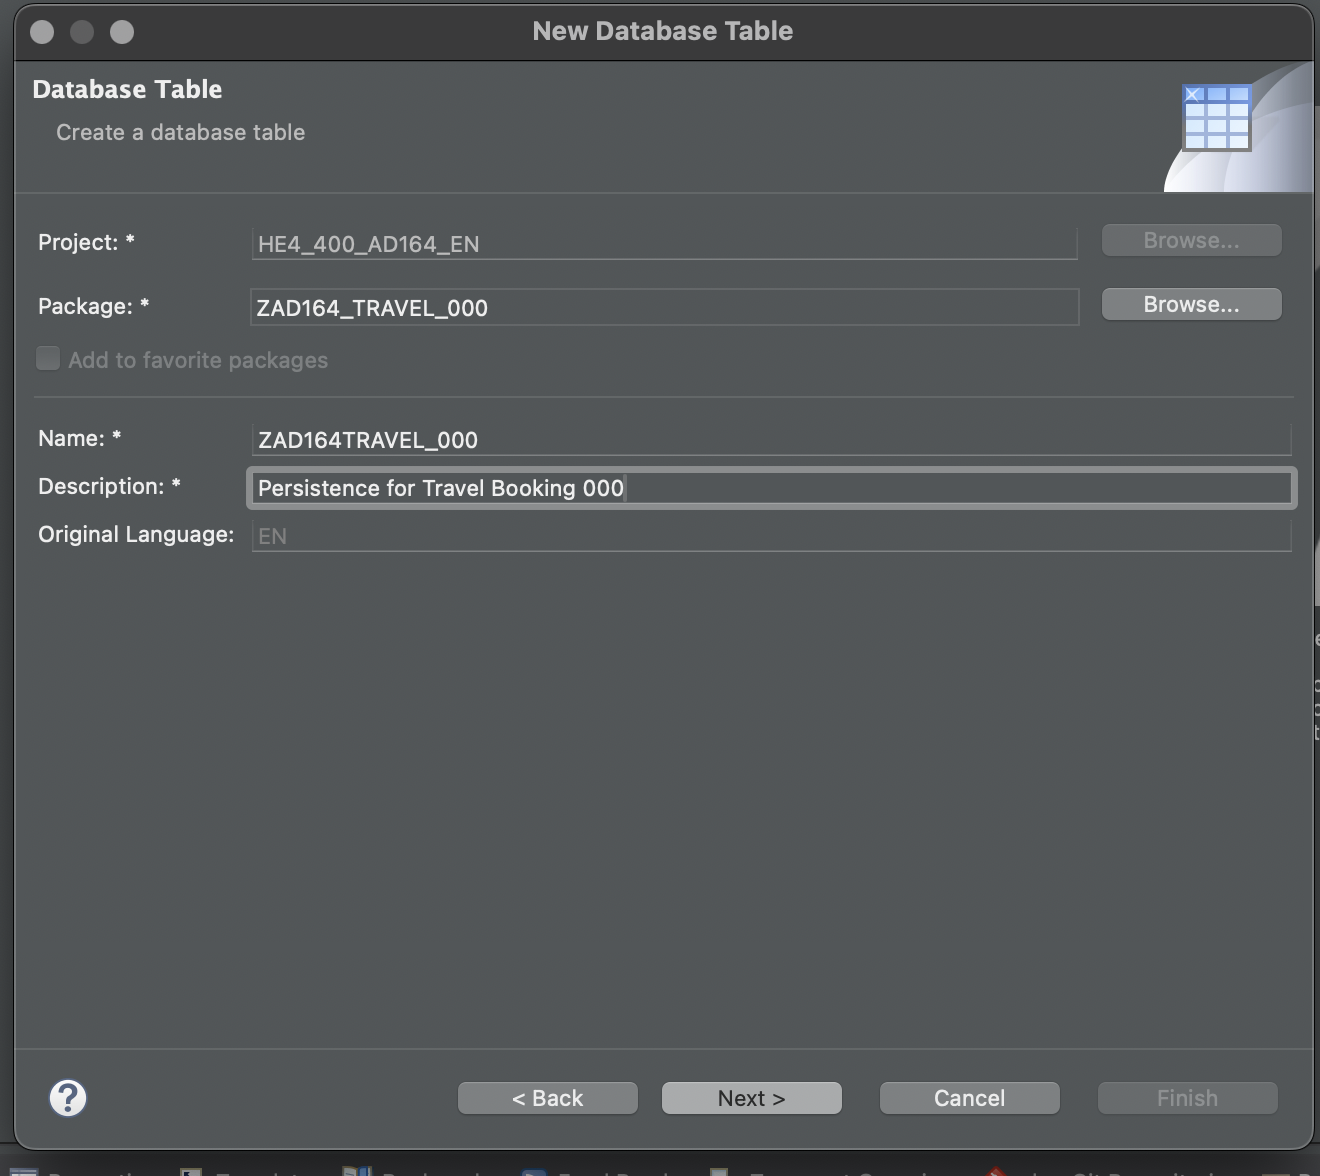 New Database Table
Database Table
Create a database table
Project: * HE4_400_AD164_EN Browse...
Package: * ZAD164_TRAVEL_000 Browse...
Add to favorite packages
Name: * ZAD164TRAVEL_000
Description: * Persistence for Travel Booking 000
Original Language: EN
? < Back Next > Cancel Finish